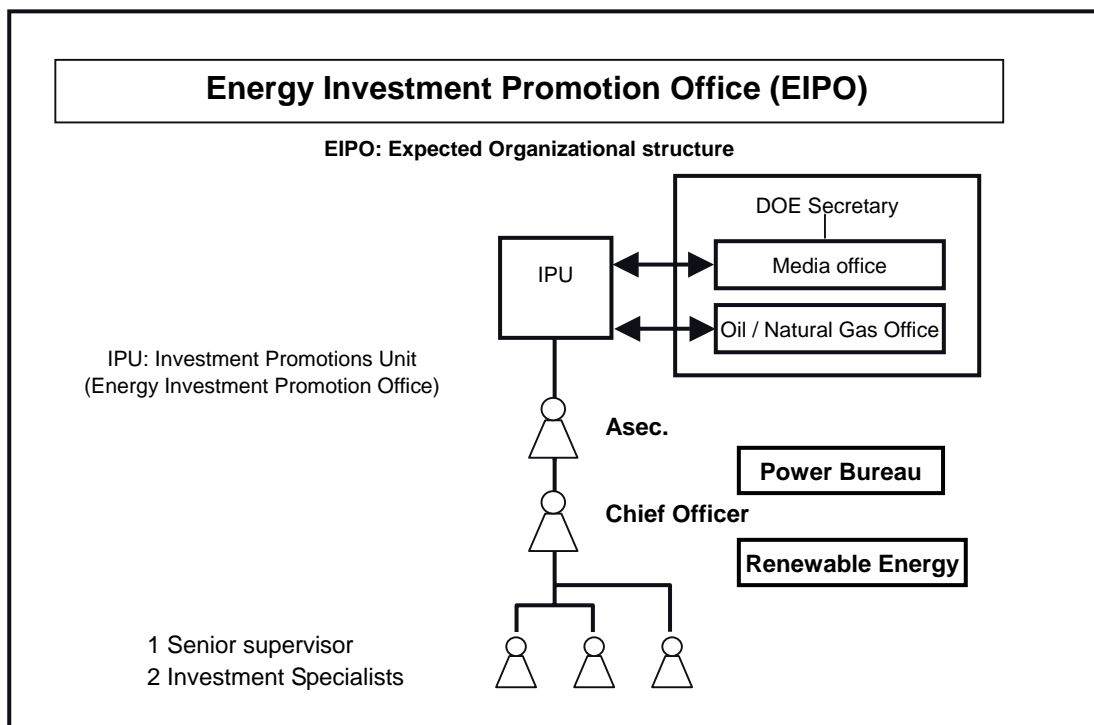 Energy Investment Promotion Office (EIPO)
EIPO: Expected Organizational structure
DOE Secretary
IPU
Media office
Oil / Natural Gas Office
IPU: Investment Promotions Unit
(Energy Investment Promotion Office)
Asec.
Power Bureau
Chief Officer
Renewable Energy
1 Senior supervisor
2 Investment Specialists